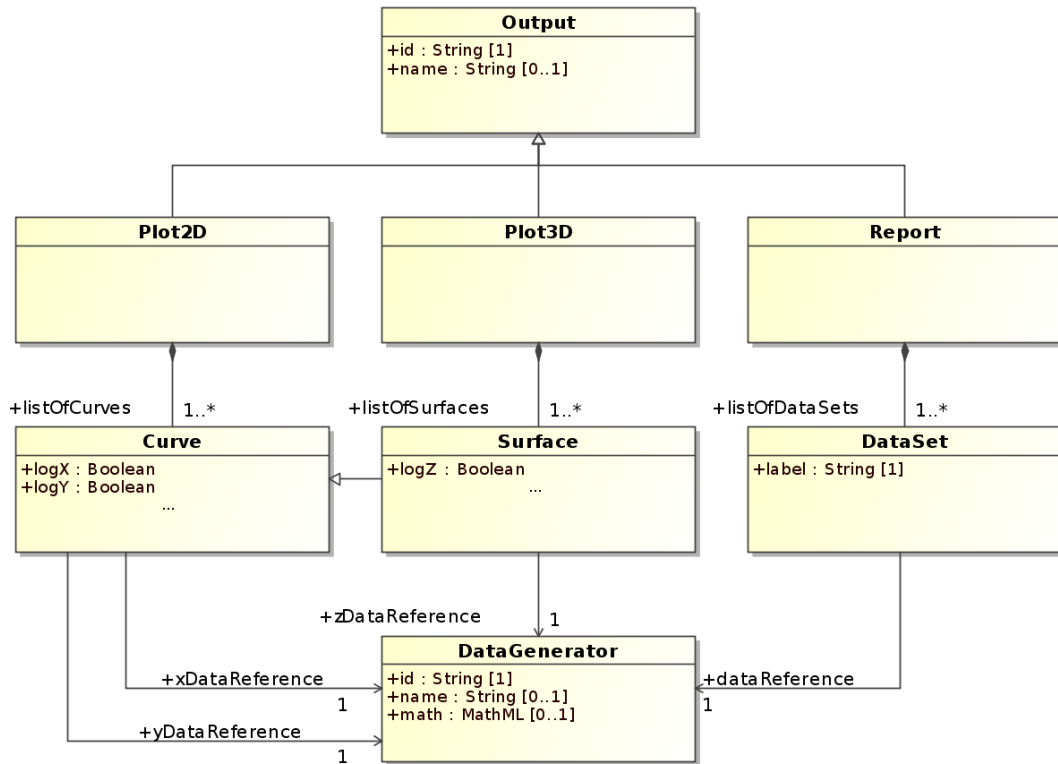 Output
+id : String [1]
+name : String [0..1]
Plot2D
Plot3D
Report
+listOfCurves
1..*
+listOfSurfaces
1..*
+listOfDataSets
1..*
Curve
+logX : Boolean
+logY : Boolean
...
Surface
+logZ : Boolean
...
DataSet
+label : String [1]
+zDataReference
1
DataGenerator
+id : String [1]
+name : String [0..1]
+math : MathML [0..1]
+xDataReference
1
+yDataReference
1
+dataReference
1